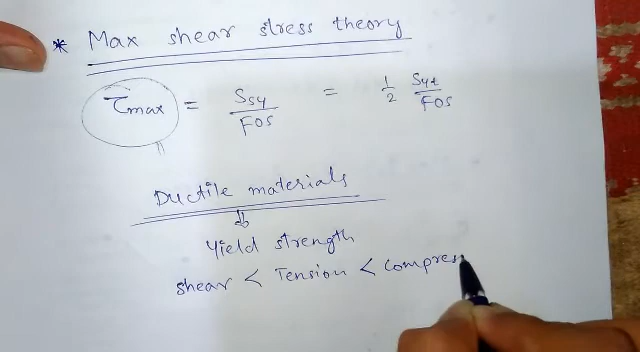 * Max shear stress theory
τmax = Ssy/FOS = 1/2 Syt/FOS
Ductile materials
Yield strength
shear < Tension < compres